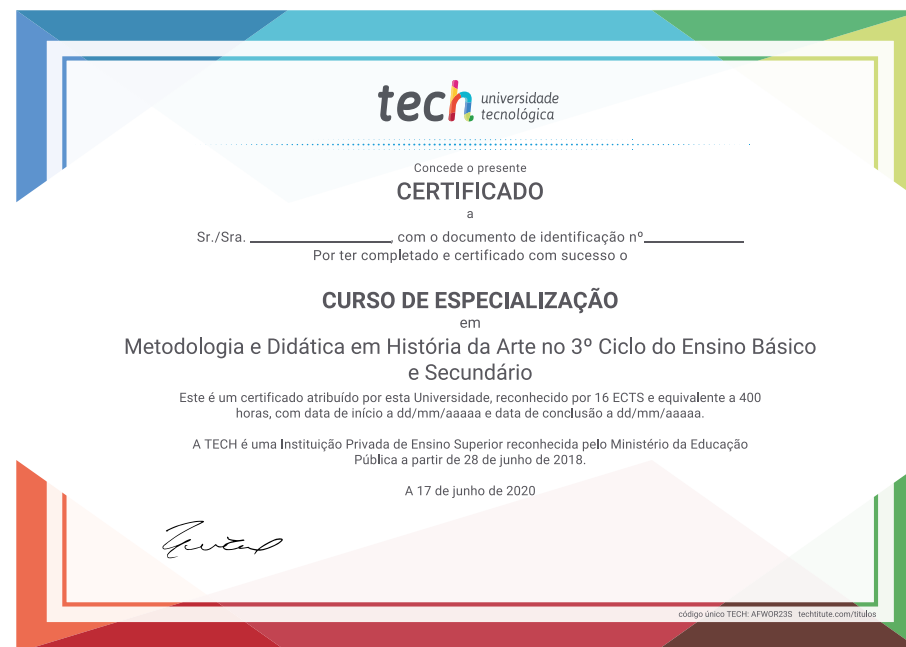 tech universidade
tecnológica
Concede o presente
CERTIFICADO
a
Sr./Sra. ________________, com o documento de identificação nº____________
Por ter completado e certificado com sucesso o
CURSO DE ESPECIALIZAÇÃO
em
Metodologia e Didática em História da Arte no 3º Ciclo do Ensino Básico
e Secundário
Este é um certificado atribuído por esta Universidade, reconhecido por 16 ECTS e equivalente a 400
horas, com data de início a dd/mm/aaaaa e data de conclusão a dd/mm/aaaaa.
A TECH é uma Instituição Privada de Ensino Superior reconhecida pelo Ministério da Educação
Pública a partir de 28 de junho de 2018.
A 17 de junho de 2020
código único TECH: AFWOR23S techtitute.com/titulos